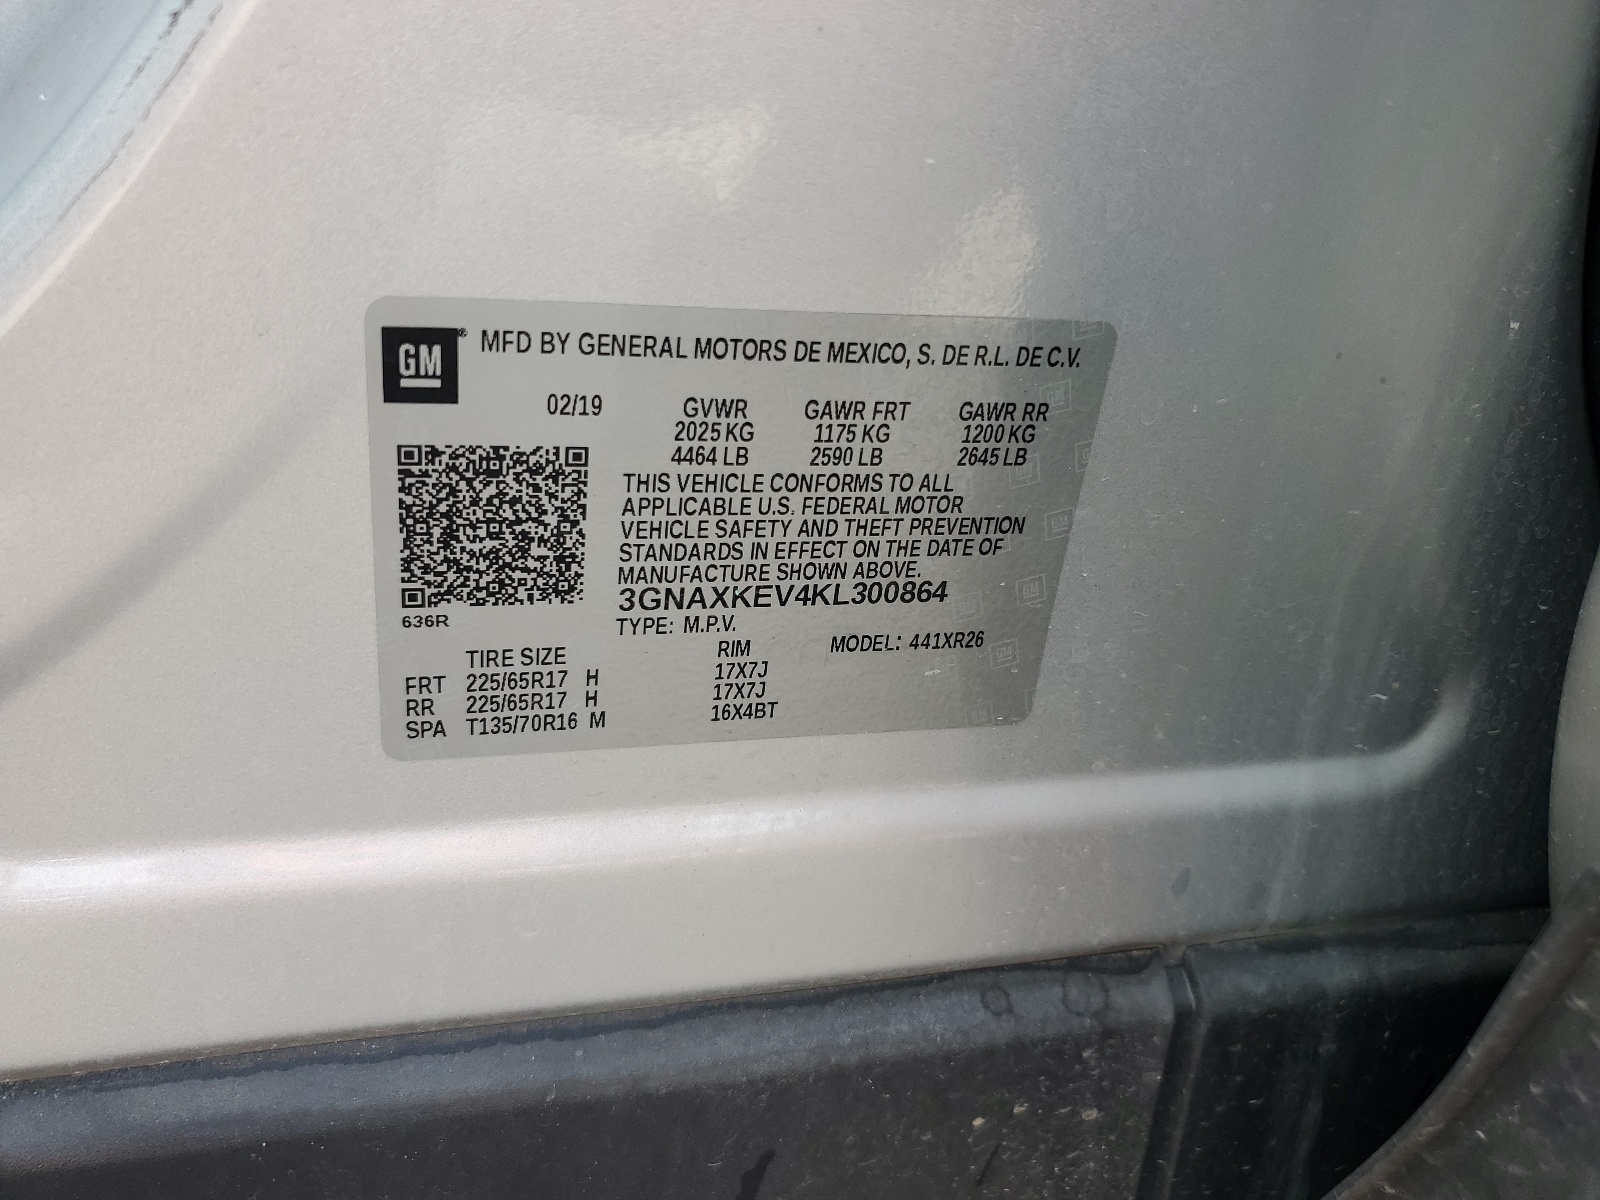 GM® MFD BY GENERAL MOTORS DE MEXICO, S. DE R.L. DE C.V.
02/19 GVWR GAWR FRT GAWR RR
2025 KG 1175 KG 1200 KG
4464 LB 2590 LB 2645 LB
THIS VEHICLE CONFORMS TO ALL
APPLICABLE U.S. FEDERAL MOTOR
VEHICLE SAFETY AND THEFT PREVENTION
STANDARDS IN EFFECT ON THE DATE OF
MANUFACTURE SHOWN ABOVE.
3GNAXKEV4KL300864
636R
TYPE: M.P.V.
TIRE SIZE RIM MODEL: 441XR26
FRT 225/65R17 H 17X7J
RR 225/65R17 H 17X7J
SPA T135/70R16 M 16X4BT